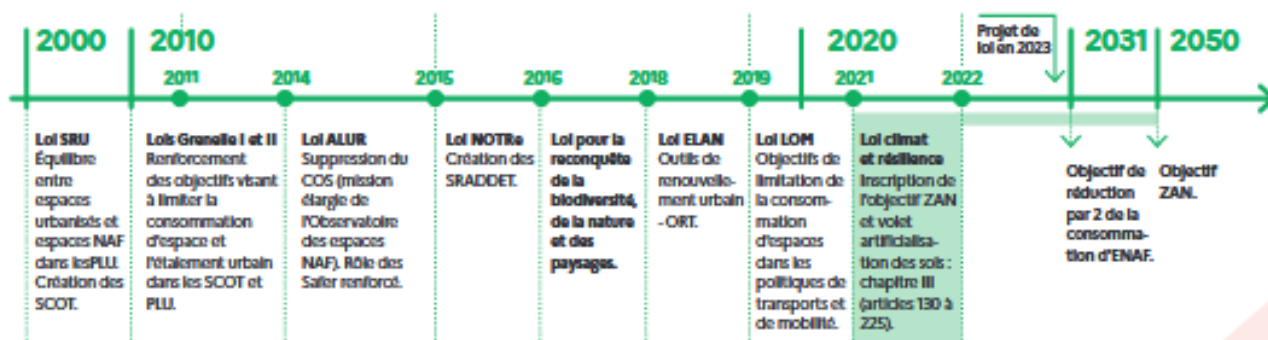 2000
2010
2020
2031
2050
Projet de
loi en 2023
2011
2014
2015
2016
2018
2019
2021
2022
Loi SRU
Équilibre
entre
espaces
urbanisés et
espaces NAF
dans lesPLU.
Création des
SCOT.
Lois Grenelle I et II
Renforcement
des objectifs visant
à limiter la
consommation
d'espace et
l'étalement urbain
dans les SCOT et
PLU.
Loi ALUR
Suppression du
COS (mission
élargie de
l'Observatoire
des espaces
NAF). Rôle des
Safer renforcé.
Loi NOTRe
Création des
SRADDET.
Loi pour la
reconquête
de la
biodiversité,
de la nature
et des
paysages.
Loi ELAN
Outils de
renouvelle-
ment urbain
- ORT.
Loi LOM
Objectifs de
limitation de
la consom-
mation
d'espaces
dans les
politiques de
transports et
de mobilité.
Loi climat
et résilience
Inscription de
l'objectif ZAN
et volet
artificialisa-
tion des sols :
chapitre III
(articles 130 à
225).
Objectif de
réduction
par 2 de la
consomma-
tion d'ENAF.
Objectif
ZAN.